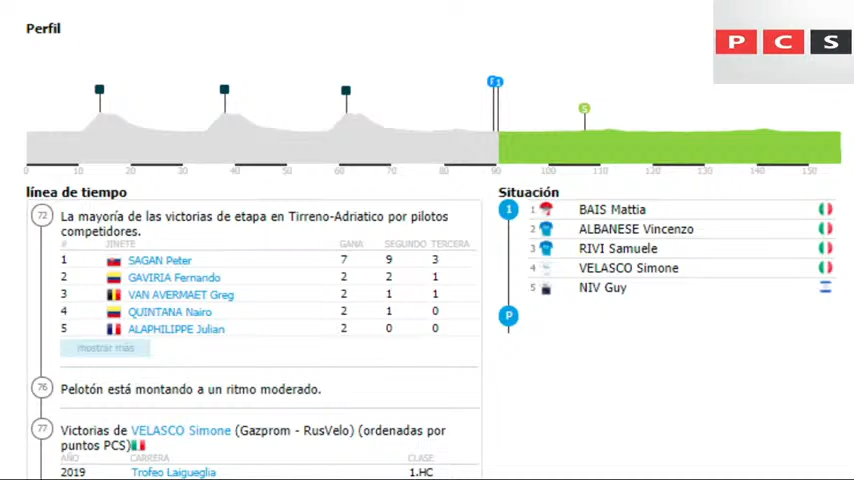 Perfil
P C S
F 1
S
0 10 20 30 40 50 60 70 80 90 100 110 120 130 140 150
línea de tiempo
72
La mayoría de las victorias de etapa en Tirreno-Adriatico por pilotos
competidores.
# JINETE GANA SEGUNDO TERCERA
1 SAGAN Peter 7 9 3
2 GAVIRIA Fernando 2 2 1
3 VAN AVERMAET Greg 2 1 1
4 QUINTANA Nairo 2 1 0
5 ALAPHILIPPE Julian 2 0 0
mostrar más
76
Pelotón está montando a un ritmo moderado.
77
Victorias de VELASCO Simone (Gazprom - RusVelo) (ordenadas por
puntos PCS)
AÑO CARRERA CLASE
2019 Trofeo Laigueglia 1.HC
Situación
1
1 BAIS Mattia
2 ALBANESE Vincenzo
3 RIVI Samuele
4 VELASCO Simone
5 NIV Guy
P